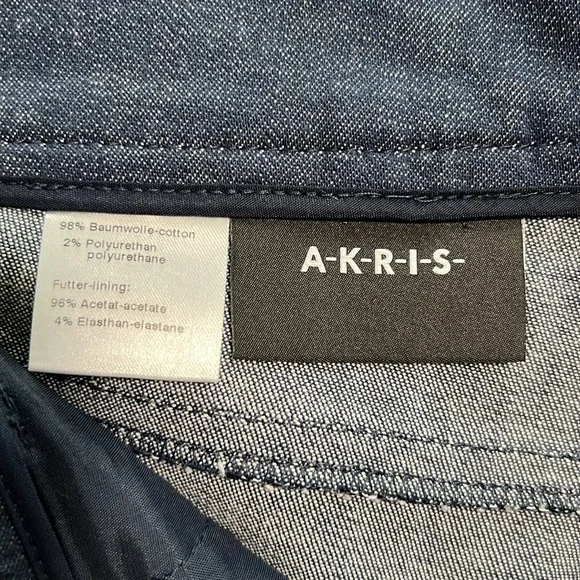 98% Baumwolle-cotton
2% Polyurethan
polyurethane
Futter-lining:
96% Acetat-acetate
4% Elasthan-elastane
A-K-R-I-S-